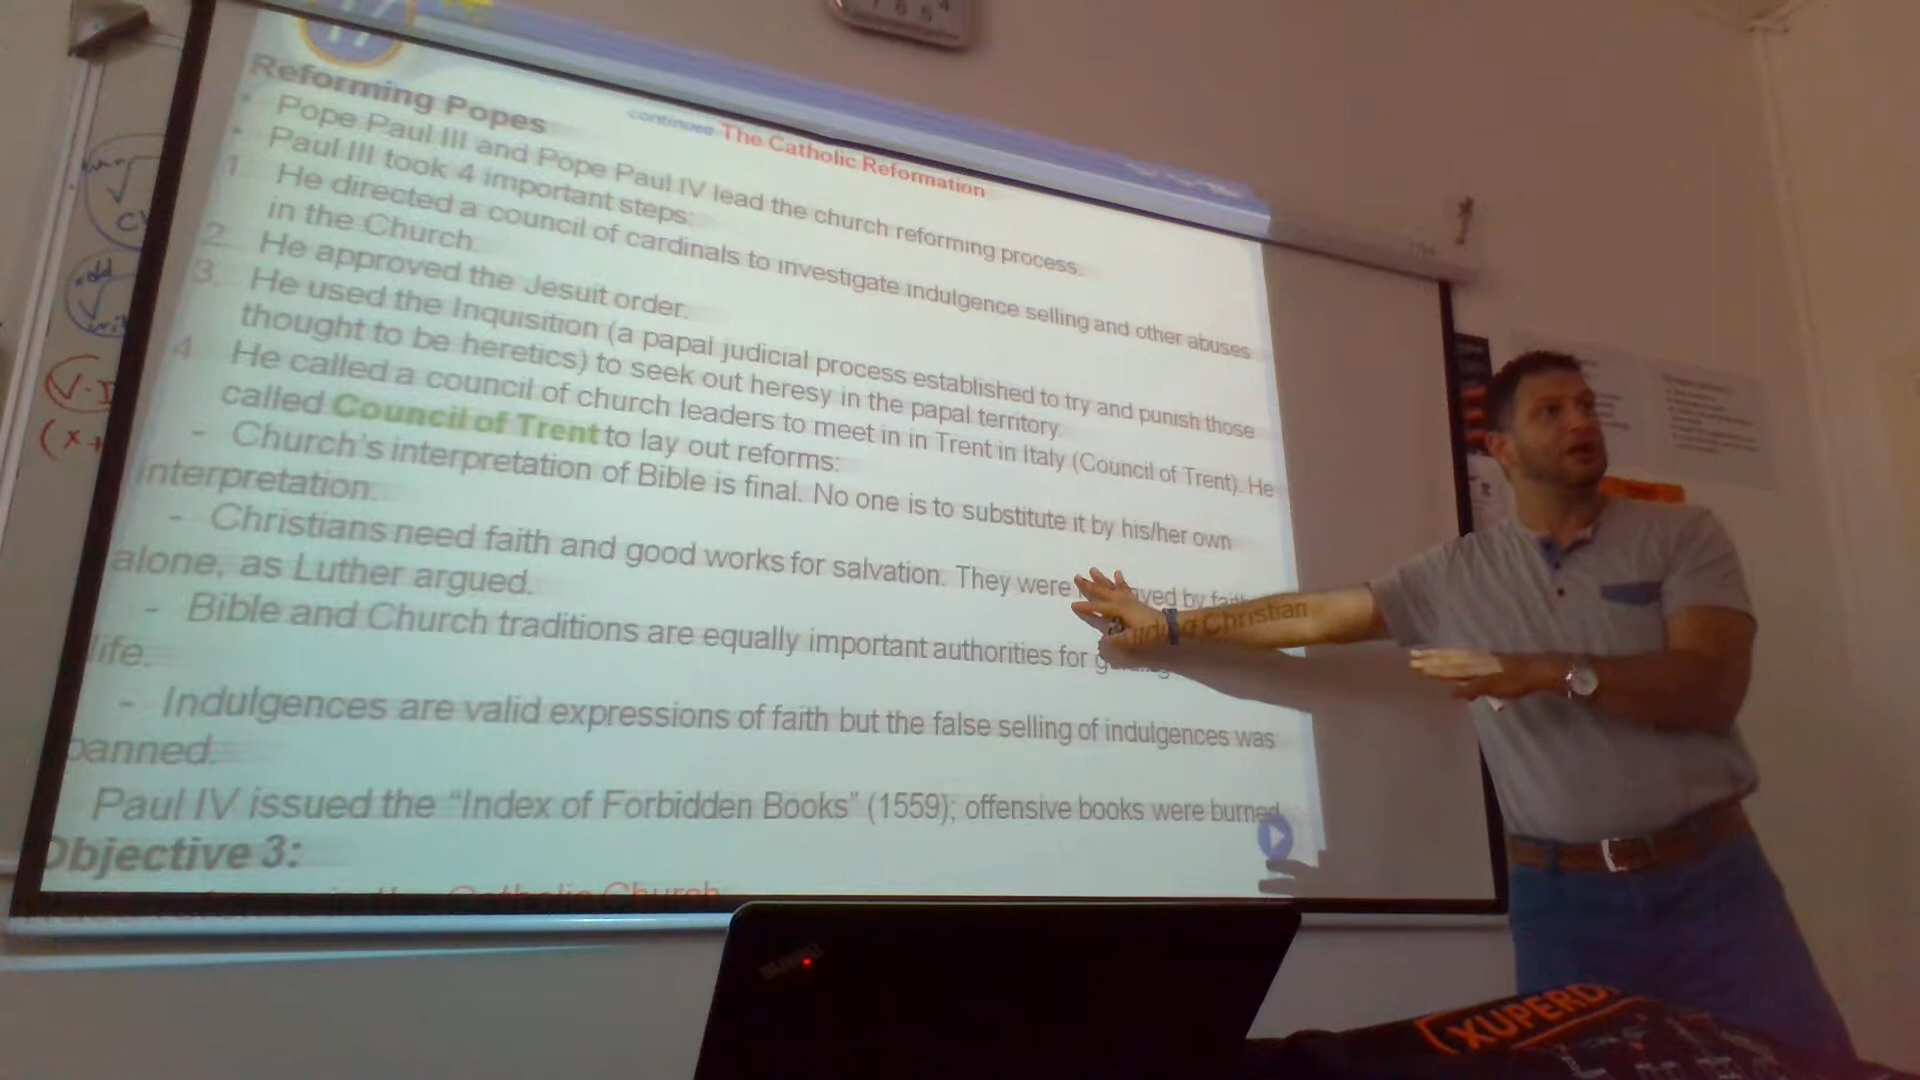 17
Reforming Popes
continued The Catholic Reformation
Pope Paul III and Pope Paul IV lead the church reforming process.
Paul III took 4 important steps:
1. He directed a council of cardinals to investigate indulgence selling and other abuses
in the Church.
2. He approved the Jesuit order.
3. He used the Inquisition (a papal judicial process established to try and punish those
thought to be heretics) to seek out heresy in the papal territory.
4. He called a council of church leaders to meet in in Trent in Italy (Council of Trent). He
called Council of Trent to lay out reforms:
- Church's interpretation of Bible is final. No one is to substitute it by his/her own
interpretation.
- Christians need faith and good works for salvation. They were by faith
alone, as Luther argued.
- Bible and Church traditions are equally important authorities for guiding Christian
life.
- Indulgences are valid expressions of faith but the false selling of indulgences was
banned.
Paul IV issued the “Index of Forbidden Books” (1559); offensive books were burned
Objective 3:
Catholic Church
XUPERD